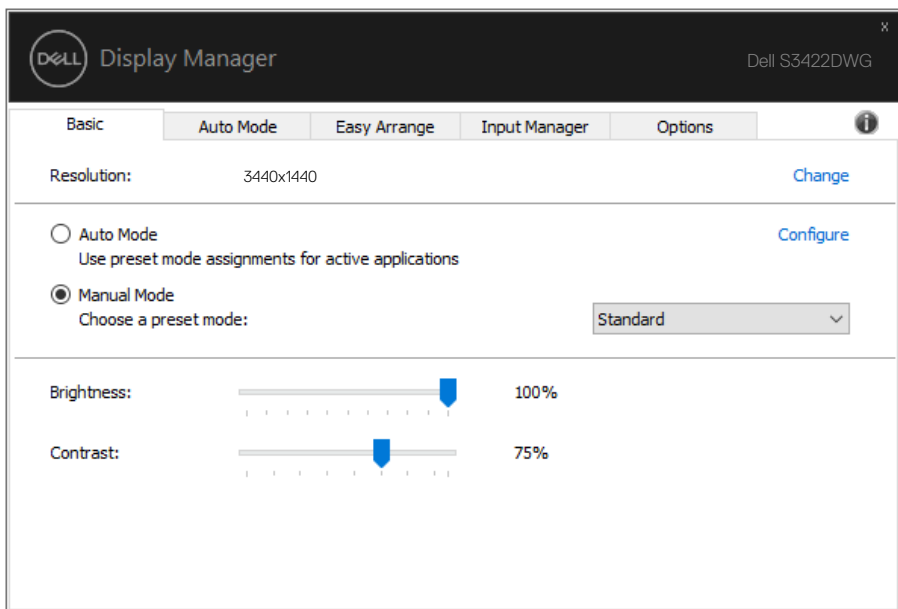 x
DELL Display Manager
Dell S3422DWG
Basic Auto Mode Easy Arrange Input Manager Options i
Resolution: 3440x1440 Change
Auto Mode Configure
Use preset mode assignments for active applications
Manual Mode
Choose a preset mode: Standard
Brightness: 100%
Contrast: 75%